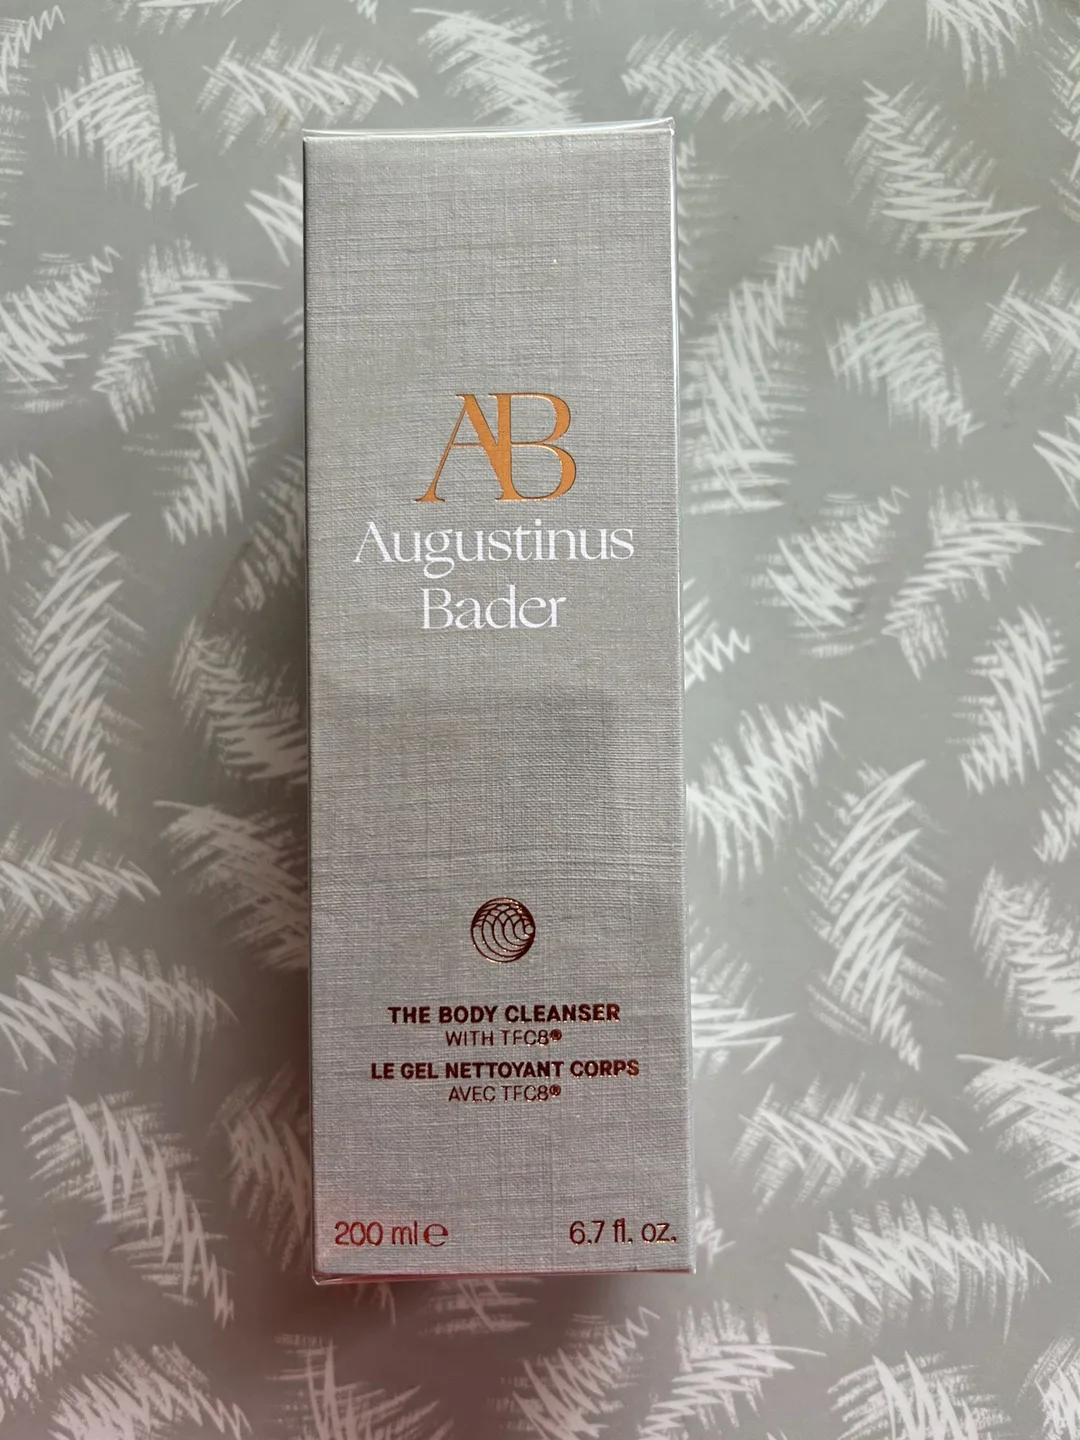 AB
Augustinus
Bader
THE BODY CLEANSER
WITH TFC8®
LE GEL NETTOYANT CORPS
AVEC TFC8®
200 ml ℮ 6.7 fl. oz.